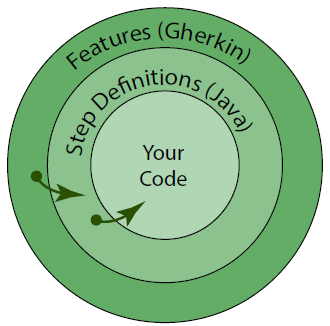 Features (Gherkin)
Step Definitions (Java)
Your
Code